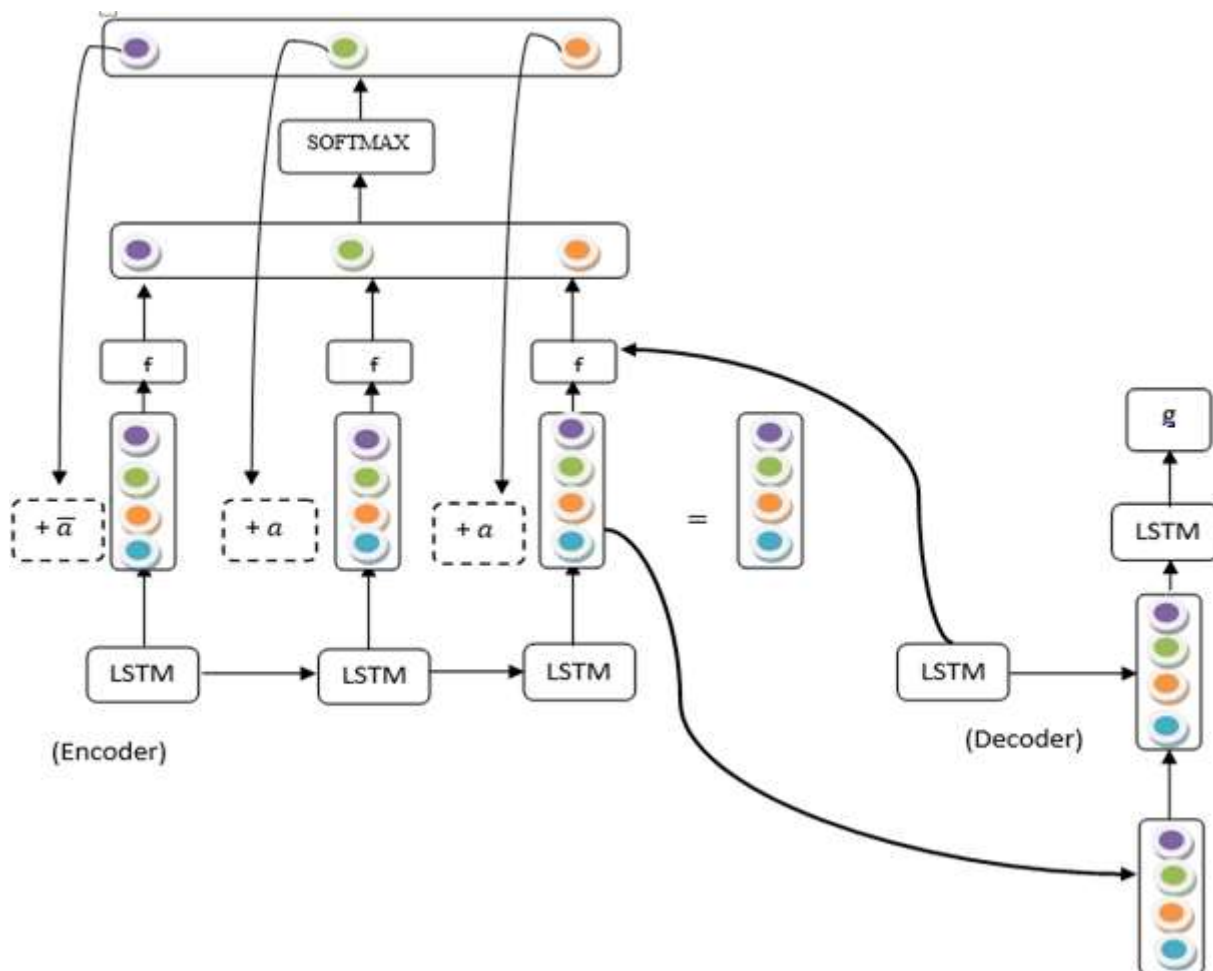 SOFTMAX
f f f
g
+ a̅ + a + a =
LSTM
LSTM LSTM LSTM LSTM
(Encoder) (Decoder)